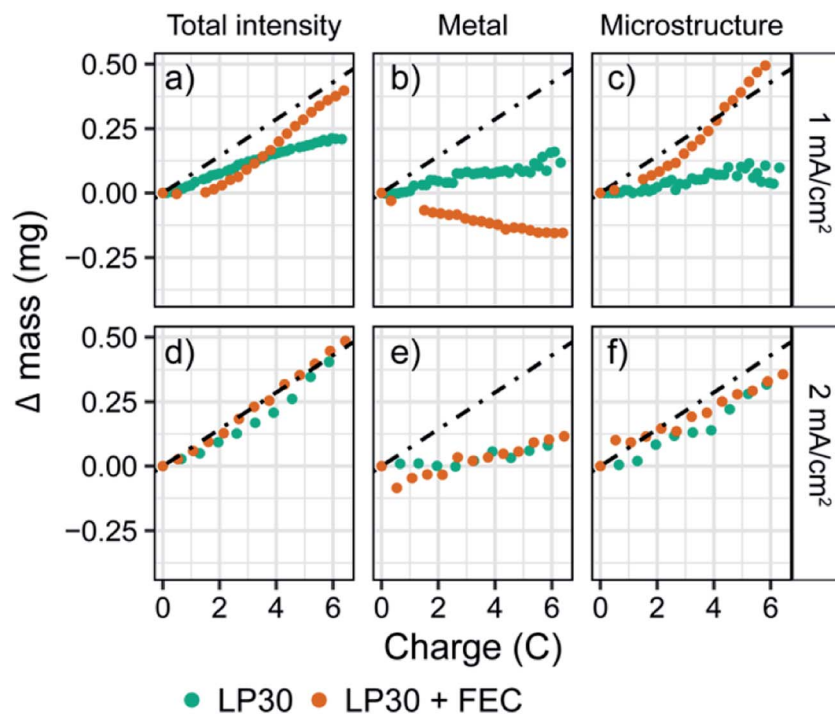 Total intensity Metal Microstructure
a) b) c)
0.50
0.25
0.00
−0.25
1 mA/cm²
d) e) f)
0.50
0.25
0.00
−0.25
2 mA/cm²
Δ mass (mg)
0 2 4 6 0 2 4 6 0 2 4 6
Charge (C)
LP30 LP30 + FEC